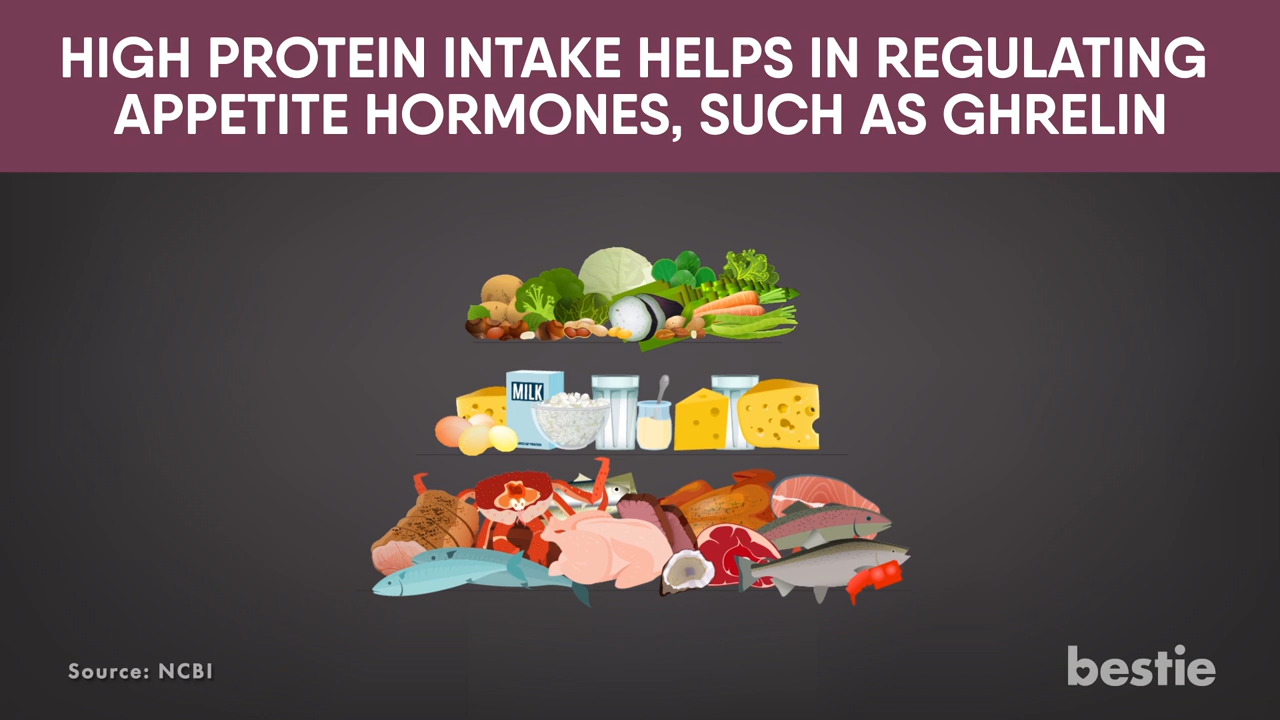 HIGH PROTEIN INTAKE HELPS IN REGULATING
APPETITE HORMONES, SUCH AS GHRELIN
MILK
Source: NCBI
bestie